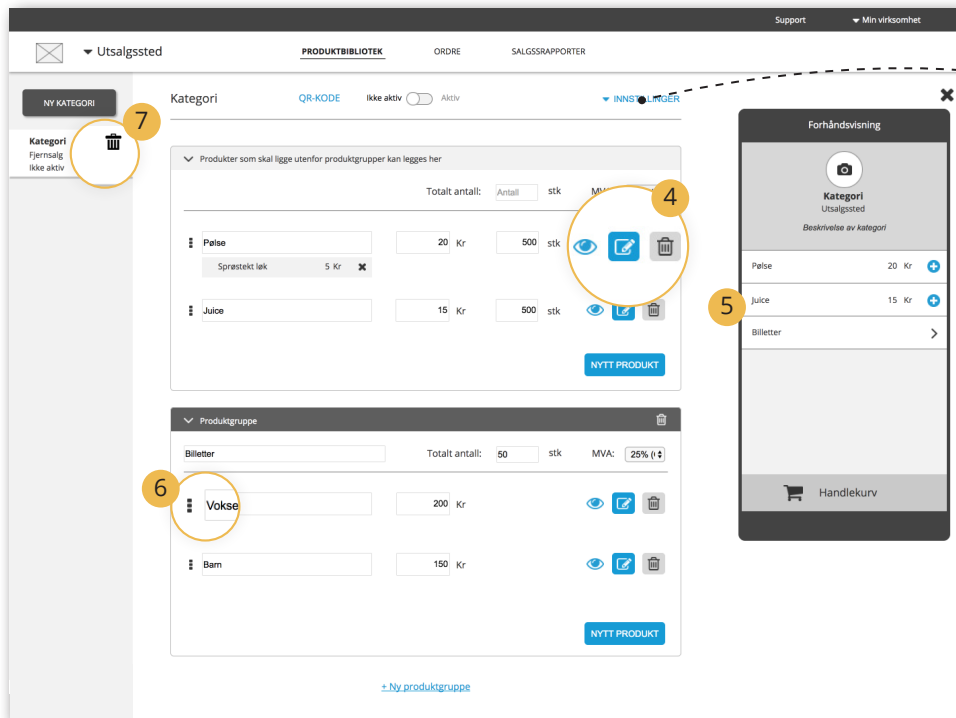 Support Min virksomhet
Utsalgssted PRODUKTBIBLIOTEK ORDRE SALGSSRAPPORTER
NY KATEGORI
7
Kategori
Fjernsalg
Ikke aktiv
Kategori QR-KODE Ikke aktiv Aktiv INNSTILLINGER
Produkter som skal ligge utenfor produktgrupper kan legges her
Totalt antall: Antall stk
4
Pølse 20 Kr 500 stk
Sprøstekt løk 5 Kr
Juice 15 Kr 500 stk
NYTT PRODUKT
Produktgruppe
Billetter Totalt antall: 50 stk MVA: 25%
6
Vokse 200 Kr
Barn 150 Kr
NYTT PRODUKT
+ Ny produktgruppe
Forhåndsvisning
Kategori
Utsalgssted
Beskrivelse av kategori
Pølse 20 Kr
5
Juice 15 Kr
Billetter
Handlekurv